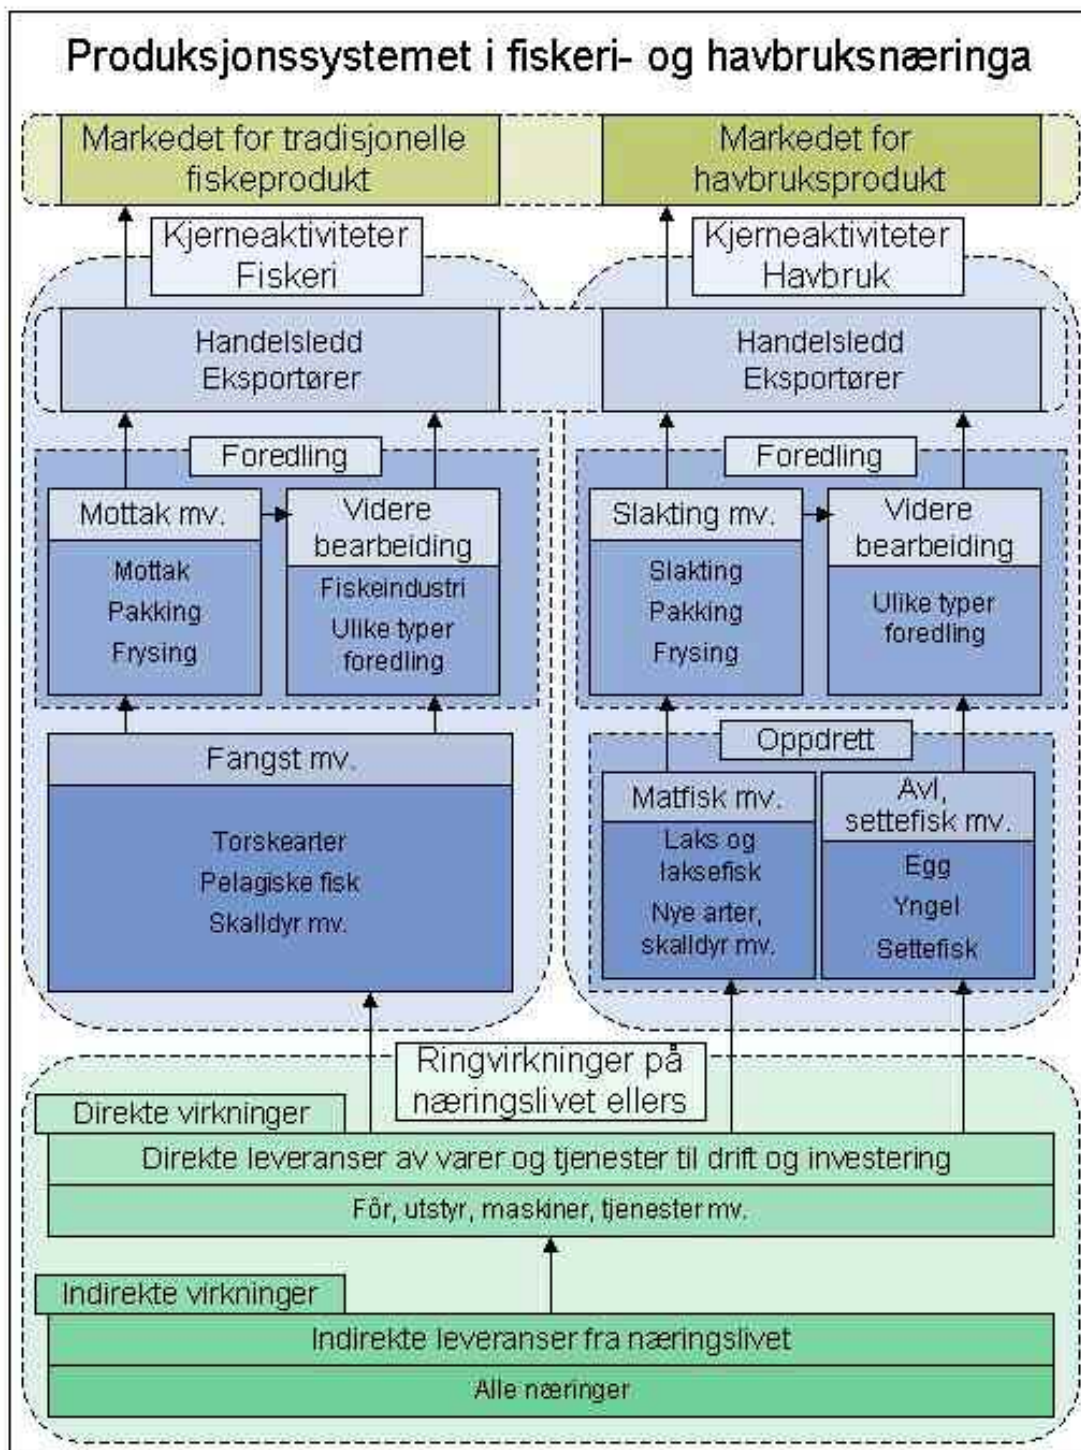 Produksjonssystemet i fiskeri- og havbruksnæringa
Markedet for tradisjonelle
fiskeprodukt
Markedet for
havbruksprodukt
Kjerneaktiviteter
Fiskeri
Kjerneaktiviteter
Havbruk
Handelsledd
Eksportører
Handelsledd
Eksportører
Foredling
Mottak mv.
Mottak
Pakking
Frysing
Videre
bearbeiding
Fiskeindustri
Ulike typer
foredling
Foredling
Slakting mv.
Slakting
Pakking
Frysing
Videre
bearbeiding
Ulike typer
foredling
Fangst mv.
Torskearter
Pelagiske fisk
Skalldyr mv.
Oppdrett
Matfisk mv.
Laks og
laksefisk
Nye arter,
skalldyr mv.
Avl,
settefisk mv.
Egg
Yngel
Settefisk
Ringvirkninger på
næringslivet ellers
Direkte virkninger
Direkte leveranser av varer og tjenester til drift og investering
Fôr, utstyr, maskiner, tjenester mv.
Indirekte virkninger
Indirekte leveranser fra næringslivet
Alle næringer